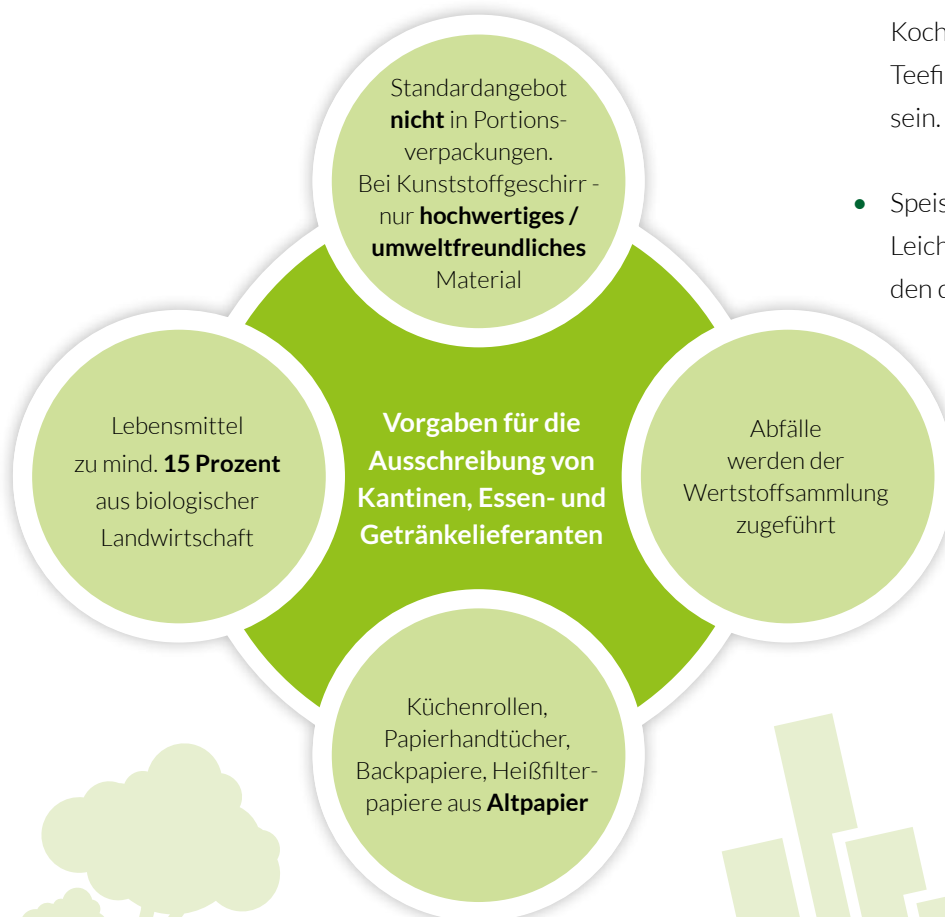 Standardangebot
nicht in Portions-
verpackungen.
Bei Kunststoffgeschirr -
nur hochwertiges /
umweltfreundliches
Material
Lebensmittel
zu mind. 15 Prozent
aus biologischer
Landwirtschaft
Vorgaben für die
Ausschreibung von
Kantinen, Essen- und
Getränkelieferanten
Abfälle
werden der
Wertstoffsammlung
zugeführt
Küchenrollen,
Papierhandtücher,
Backpapiere, Heißfilter-
papiere aus Altpapier
Koch
Teefi
sein.
• Speis
Leich
den